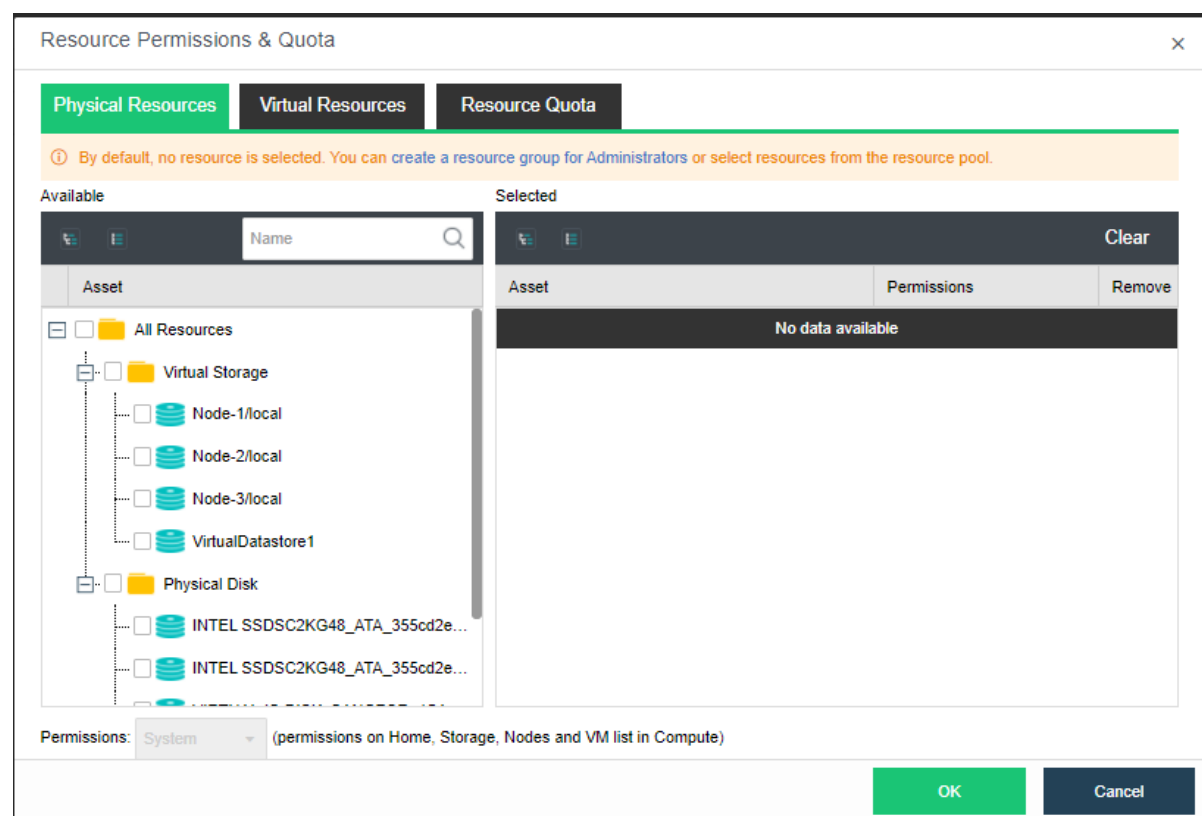 Resource Permissions & Quota
Physical Resources
Virtual Resources
Resource Quota
By default, no resource is selected. You can create a resource group for Administrators or select resources from the resource pool.
Available
Selected
Name
Clear
Asset
Asset
Permissions
Remove
All Resources
No data available
Virtual Storage
Node-1/local
Node-2/local
Node-3/local
VirtualDatastore1
Physical Disk
INTEL SSDSC2KG48_ATA_355cd2e...
INTEL SSDSC2KG48_ATA_355cd2e...
Permissions: System (permissions on Home, Storage, Nodes and VM list in Compute)
OK
Cancel